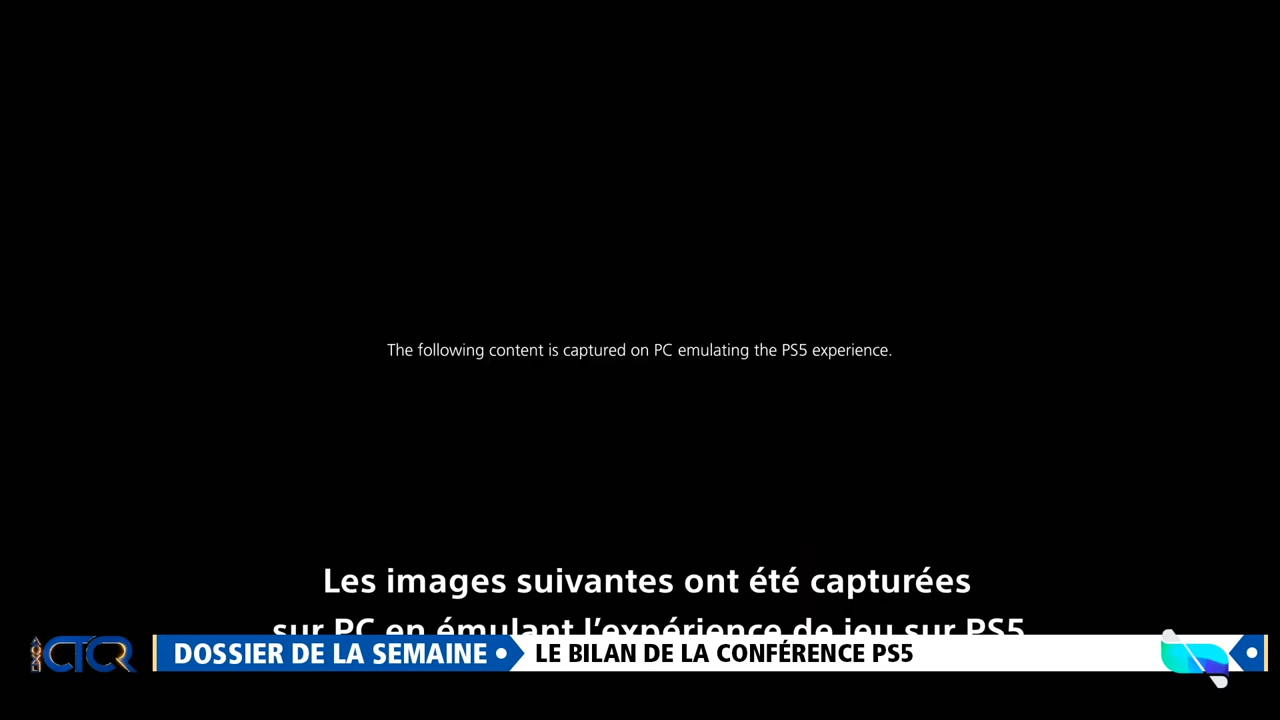 The following content is captured on PC emulating the PS5 experience.
Les images suivantes ont été capturées
sur PC en émulant l'expérience de jeu sur PS5
CTCR
DOSSIER DE LA SEMAINE
LE BILAN DE LA CONFÉRENCE PS5